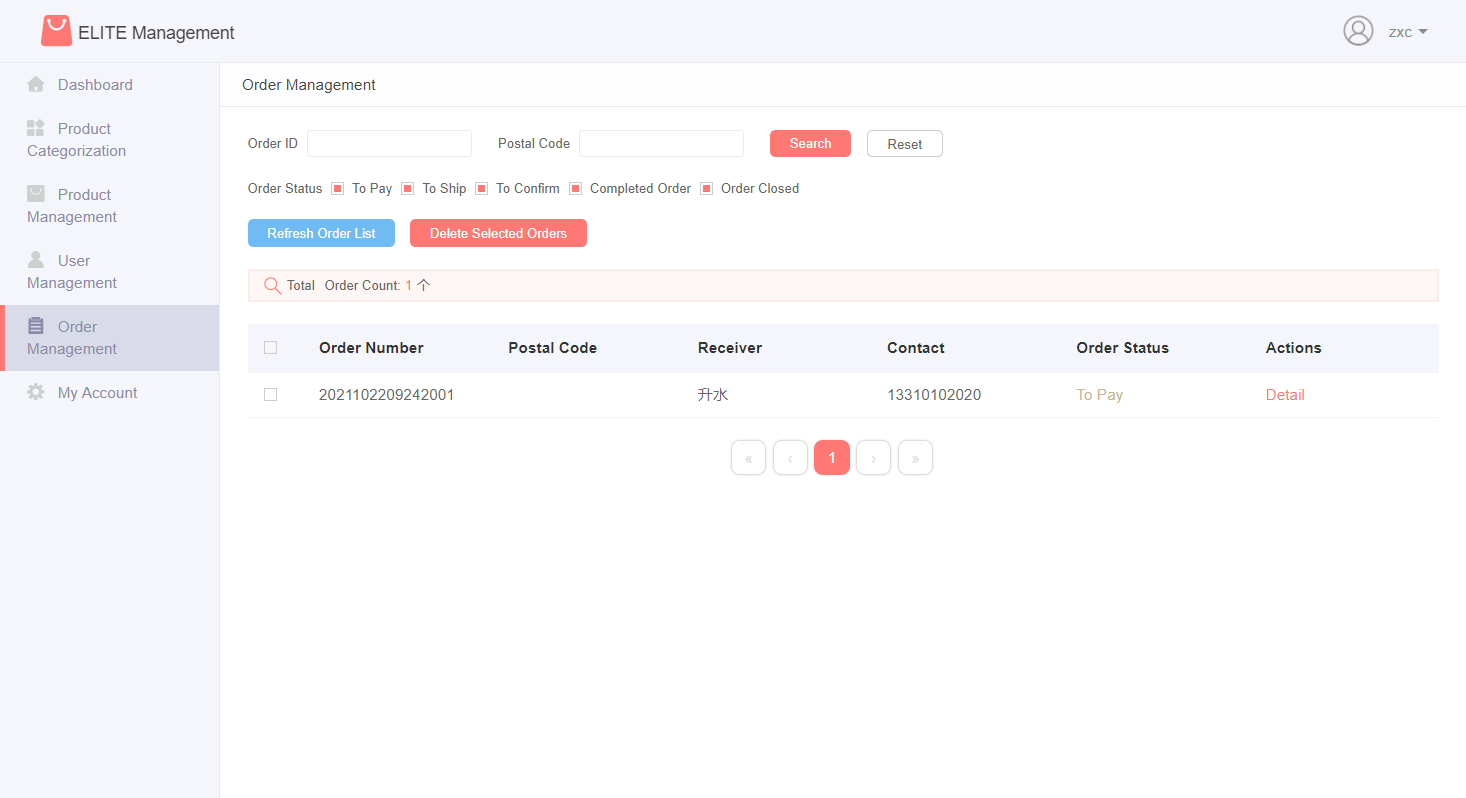 ELITE Management
zxc
Dashboard
Product
Categorization
Product
Management
User
Management
Order
Management
My Account
Order Management
Order ID Postal Code Search Reset
Order Status To Pay To Ship To Confirm Completed Order Order Closed
Refresh Order List Delete Selected Orders
Total Order Count: 1 个
Order Number Postal Code Receiver Contact Order Status Actions
2021102209242001 升水 13310102020 To Pay Detail
« ‹ 1 › »